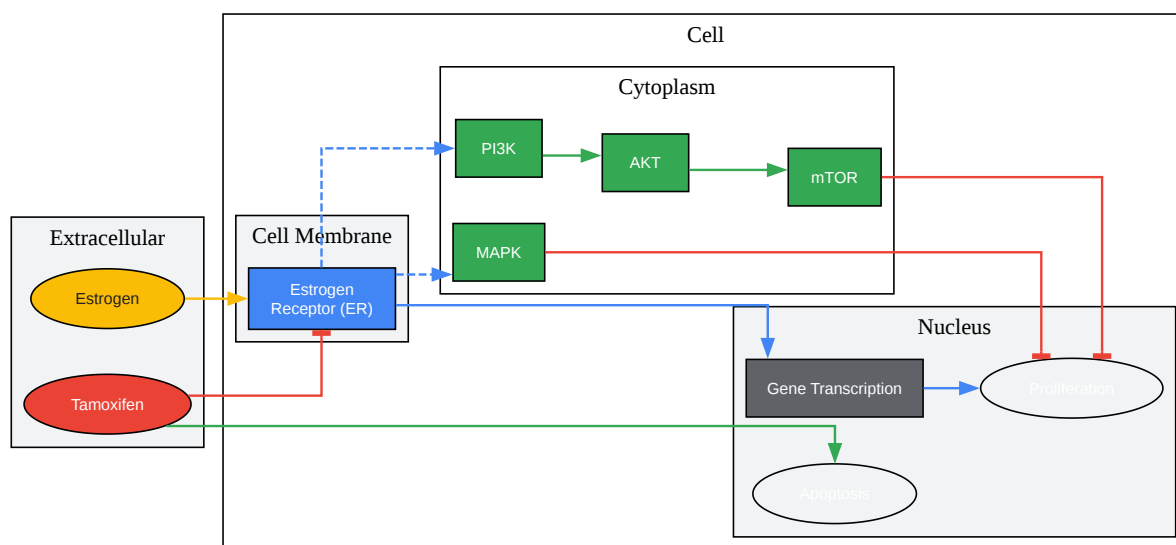 Cell
Cytoplasm
PI3K
AKT
mTOR
MAPK
Extracellular
Estrogen
Tamoxifen
Cell Membrane
Estrogen
Receptor (ER)
Nucleus
Gene Transcription
Proliferation
Apoptosis